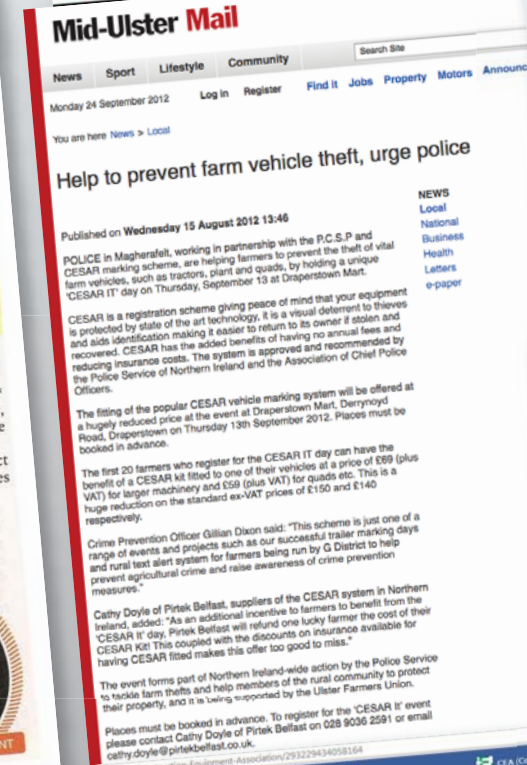 Mid-Ulster Mail
News Sport Lifestyle Community
Search Site
Monday 24 September 2012
Log in Register
Find it Jobs Property Motors Announc
You are here News > Local
Help to prevent farm vehicle theft, urge police
Published on Wednesday 15 August 2012 13:46
POLICE in Magherafelt, working in partnership with the P.C.S.P and
CESAR marking scheme, are helping farmers to prevent the theft of vital
farm vehicles, such as tractors, plant and quads, by holding a unique
'CESAR IT' day on Thursday, September 13 at Draperstown Mart.
CESAR is a registration scheme giving peace of mind that your equipment
is protected by state of the art technology, it is a visual deterrent to thieves
and aids identification making it easier to return to its owner if stolen and
recovered. CESAR has the added benefits of having no annual fees and
reducing insurance costs. The system is approved and recommended by
the Police Service of Northern Ireland and the Association of Chief Police
Officers.
The fitting of the popular CESAR vehicle marking system will be offered at
a hugely reduced price at the event at Draperstown Mart, Derrynoyd
Road, Draperstown on Thursday 13th September 2012. Places must be
booked in advance.
The first 20 farmers who register for the CESAR IT day can have the
benefit of a CESAR kit fitted to one of their vehicles at a price of £69 (plus
VAT) for larger machinery and £59 (plus VAT) for quads etc. This is a
huge reduction on the standard ex-VAT prices of £150 and £140
respectively.
Crime Prevention Officer Gillian Dixon said: "This scheme is just one of a
range of events and projects such as our successful trailer marking days
and rural text alert system for farmers being run by G District to help
prevent agricultural crime and raise awareness of crime prevention
measures."
Cathy Doyle of Pirtek Belfast, suppliers of the CESAR system in Northern
Ireland, added: "As an additional incentive to farmers to benefit from the
'CESAR It' day, Pirtek Belfast will refund one lucky farmer the cost of their
CESAR Kit! This coupled with the discounts on insurance available for
having CESAR fitted makes this offer too good to miss."
The event forms part of Northern Ireland-wide action by the Police Service
to tackle farm thefts and help members of the rural community to protect
their property, and it is being supported by the Ulster Farmers Union.
Places must be booked in advance. To register for the 'CESAR It' event
please contact Cathy Doyle of Pirtek Belfast on 028 9036 2591 or email
cathy.doyle@pirtekbelfast.co.uk.
NEWS
Local
National
Business
Health
Letters
e-paper
-Equipment-Association/293229434058164
CEA (C
NT